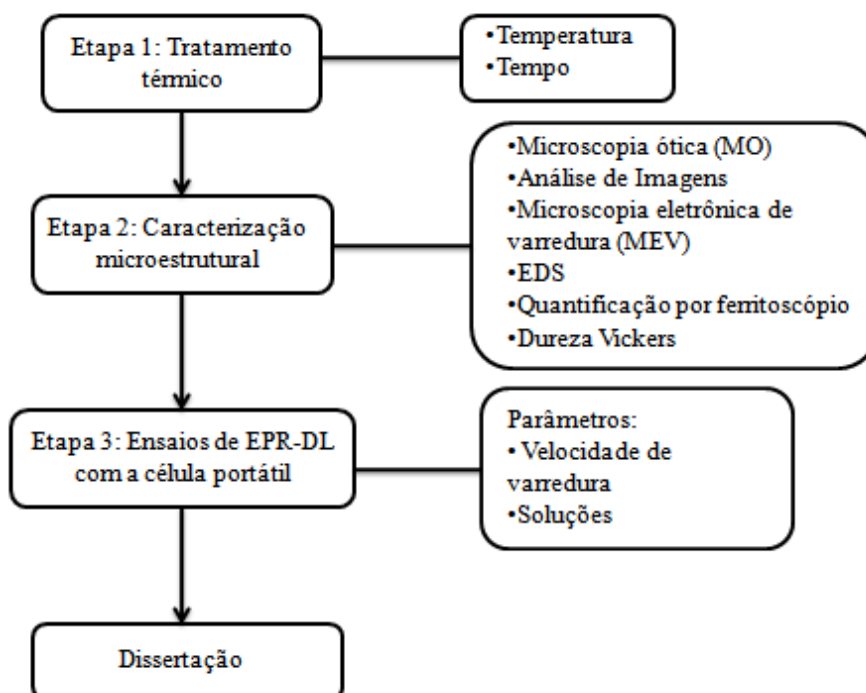 Etapa 1: Tratamento
térmico
•Temperatura
•Tempo
Etapa 2: Caracterização
microestrutural
•Microscopia ótica (MO)
•Análise de Imagens
•Microscopia eletrônica de
varredura (MEV)
•EDS
•Quantificação por ferritoscópio
•Dureza Vickers
Etapa 3: Ensaios de EPR-DL
com a célula portátil
Parâmetros:
• Velocidade de
varredura
•Soluções
Dissertação